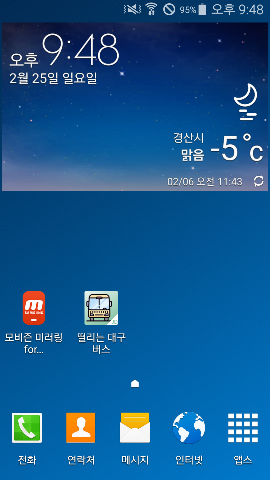 95% 오후 9:48
오후 9:48
2월 25일 일요일
경산시
맑음 -5°c
02/06 오전 11:43
모비즌 미러링
for...
떨리는 대구
버스
전화
연락처
메시지
인터넷
앱스